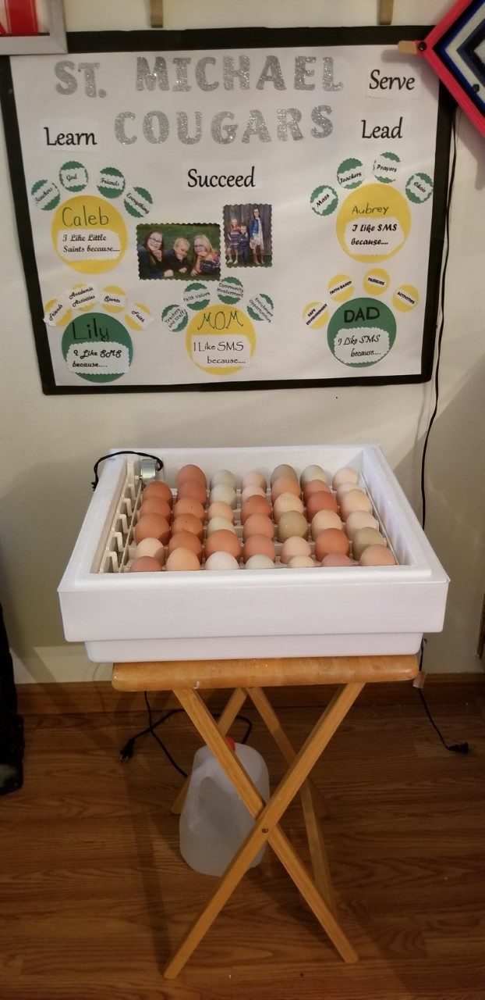 ST. MICHAEL
COUGARS
Serve
Learn
Lead
Succeed
Teachers
God
Friends
Everything
Caleb
I Like Little
Saints because....
Mass
Teachers
Prayers
Choir
Aubrey
I Like SMS
because....
Friends
Academic
Activities
Sports
Faith
Lily
I Like SMS
because....
Teachers
and Staff
Faith Values
Community
Involvement
Enrichment
Opportunities
MOM
I Like SMS
because....
SAFE
ENVIRONMENT
FAITH BASED
FAMILIES
ACTIVITIES
DAD
I Like SMS
because....